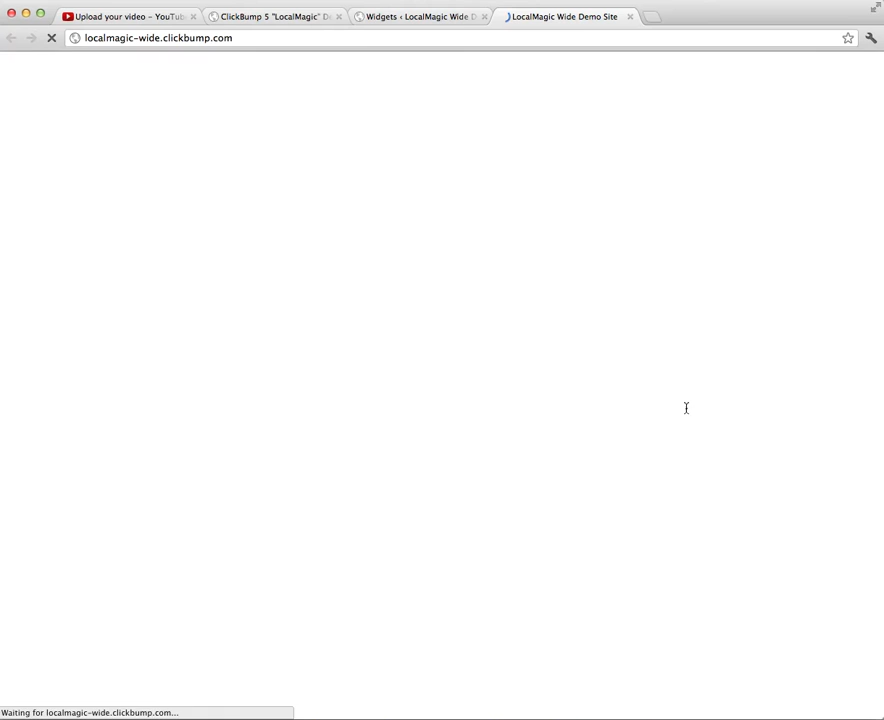 Upload your video – YouTub
ClickBump 5 "LocalMagic" De
Widgets ‹ LocalMagic Wide D
LocalMagic Wide Demo Site
localmagic-wide.clickbump.com
Waiting for localmagic-wide.clickbump.com...